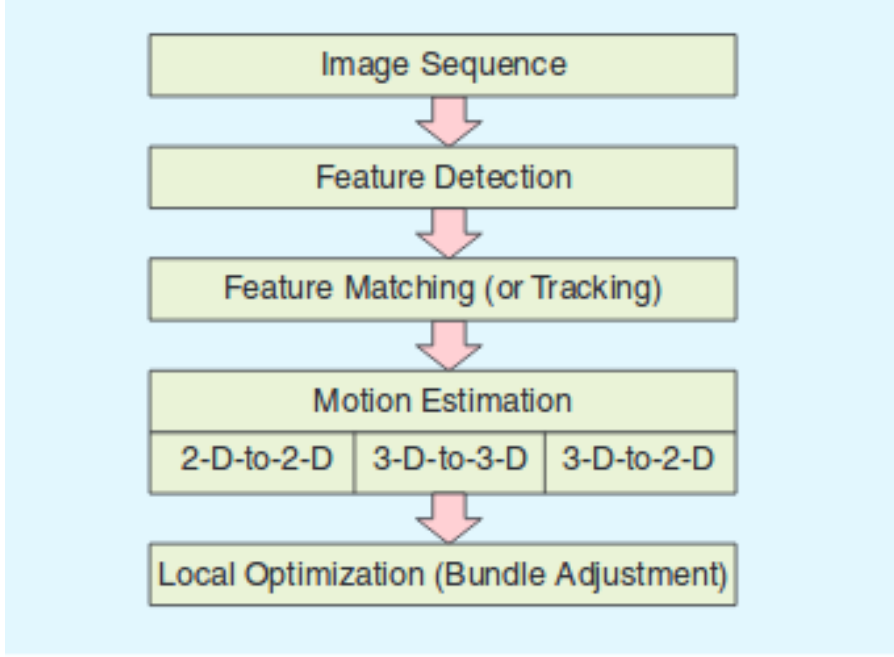 Image Sequence
Feature Detection
Feature Matching (or Tracking)
Motion Estimation
2-D-to-2-D 3-D-to-3-D 3-D-to-2-D
Local Optimization (Bundle Adjustment)